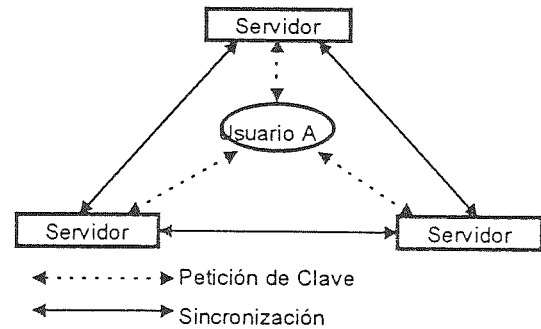 Servidor
Usuario A
Servidor
Servidor
Petición de Clave
Sincronización